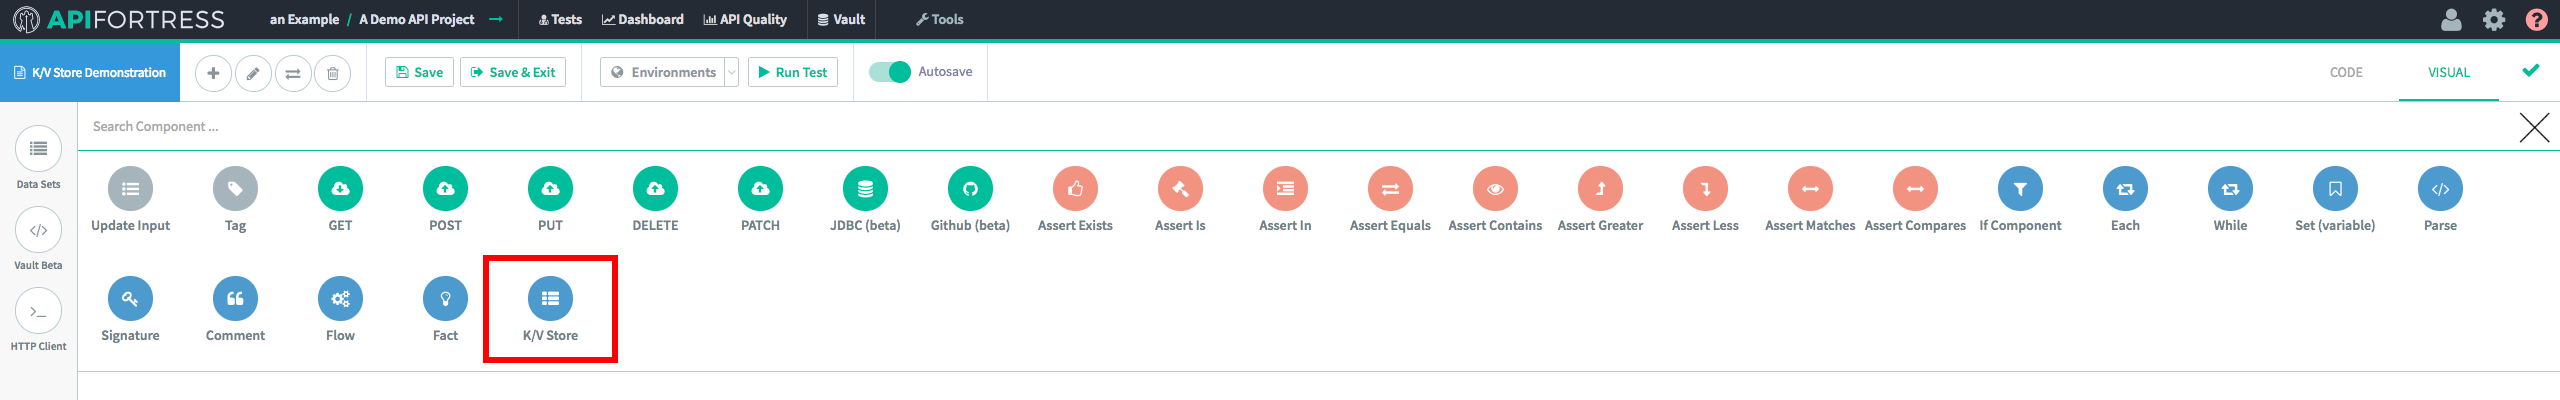 APIFORTRESS an Example / A Demo API Project → Tests Dashboard API Quality Vault Tools ?
K/V Store Demonstration Save Save & Exit Environments Run Test Autosave CODE VISUAL
Search Component ...
Data Sets
Vault Beta
HTTP Client
Update Input Tag GET POST PUT DELETE PATCH JDBC (beta) Github (beta) Assert Exists Assert Is Assert In Assert Equals Assert Contains Assert Greater Assert Less Assert Matches Assert Compares If Component Each While Set (variable) Parse
Signature Comment Flow Fact K/V Store